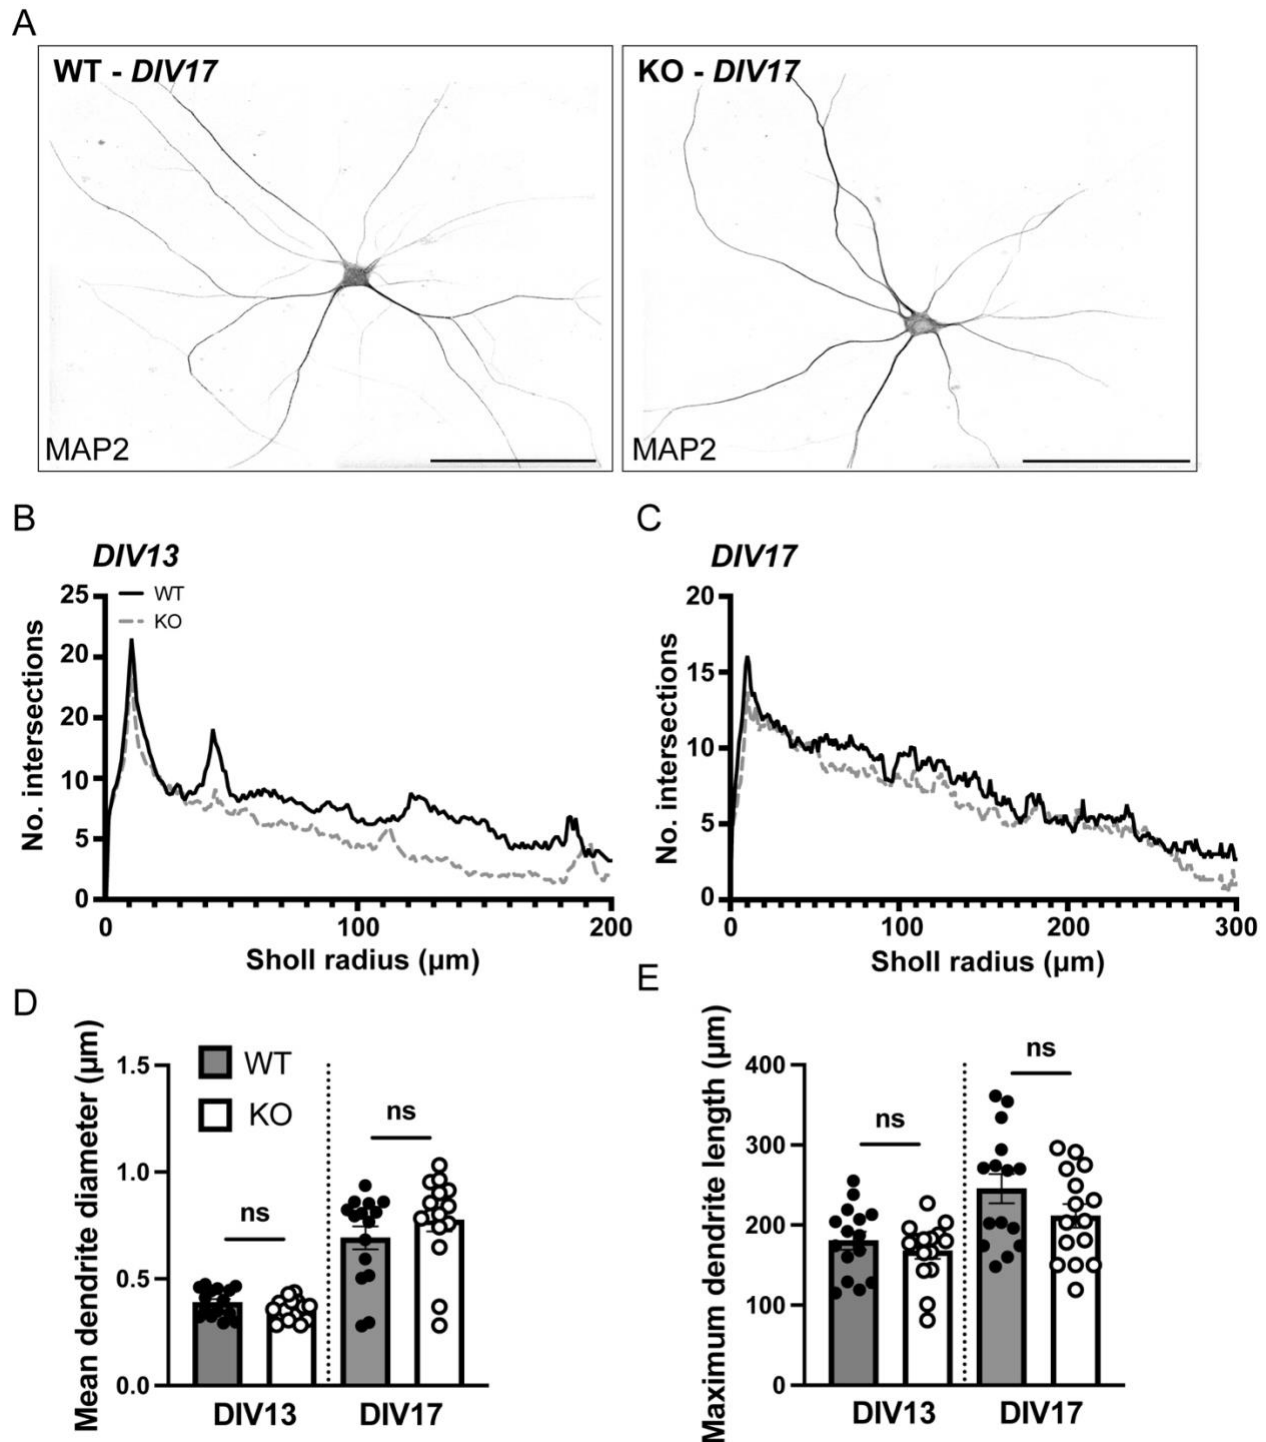 A
WT - DIV17
KO - DIV17
MAP2
MAP2
B
C
DIV13
DIV17
No. intersections
25
20
20
10
5
0
WT
KO
0
100
200
Sholl radius (µm)
No. intersections
20
15
10
5
0
0
100
200
300
Sholl radius (µm)
D
E
Mean dendrite diameter (µm)
1.5
1.0
0.5
0.0
WT
KO
ns
ns
DIV13
DIV17
Maximum dendrite length (µm)
400
300
200
100
0
ns
ns
DIV13
DIV17